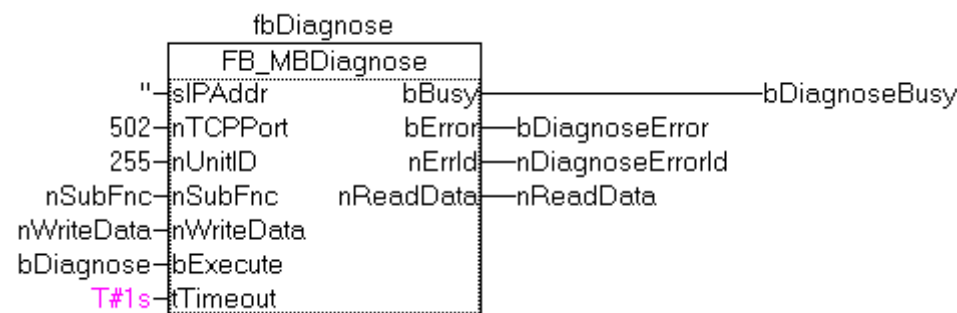 fbDiagnose
FB_MBDiagnose
'' sIPAddr bBusy bDiagnoseBusy
502 nTCPPort bError bDiagnoseError
255 nUnitID nErrId nDiagnoseErrorId
nSubFnc nSubFnc nReadData nReadData
nWriteData nWriteData
bDiagnose bExecute
T#1s tTimeout